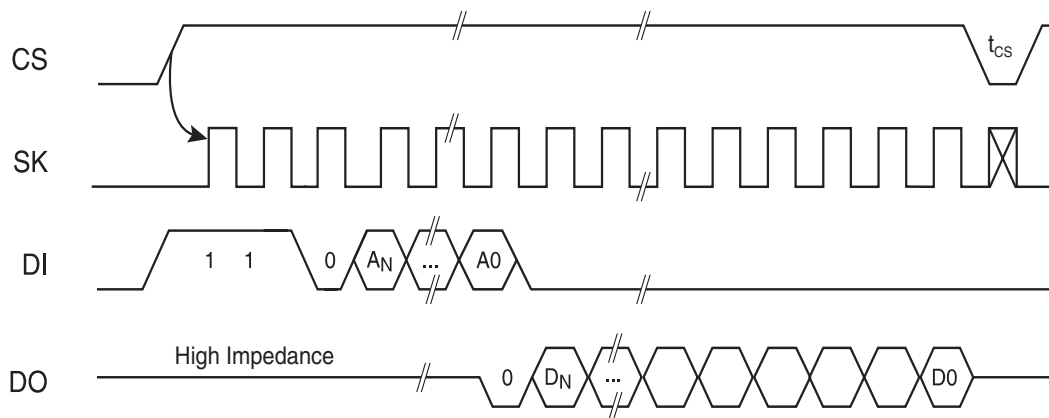 CS
t_CS
SK
DI
1 1 0 A_N ... A0
High Impedance
DO
0 D_N ... D0